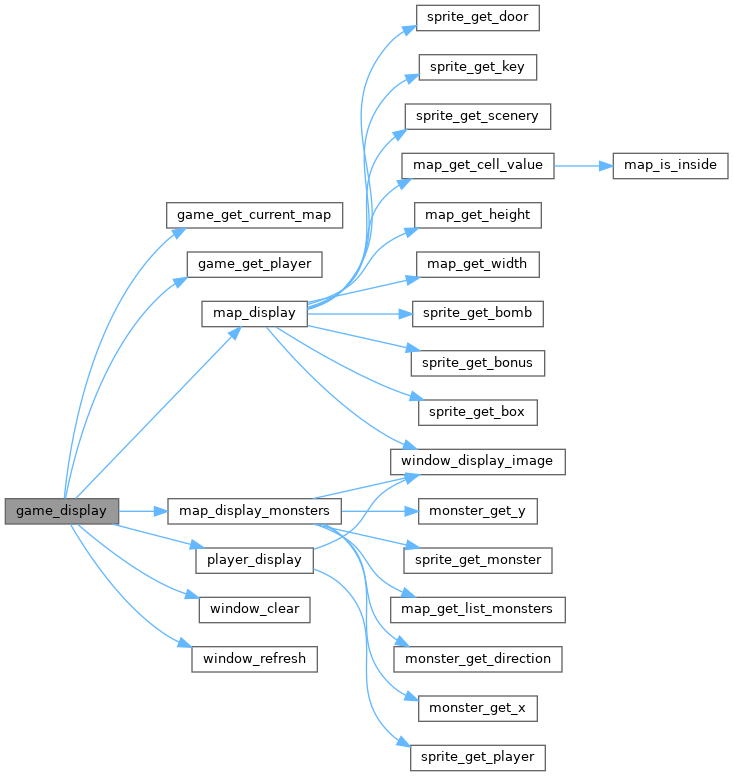 sprite_get_door
sprite_get_key
sprite_get_scenery
map_get_cell_value
map_is_inside
game_get_current_map
map_get_height
game_get_player
map_get_width
map_display
sprite_get_bomb
sprite_get_bonus
sprite_get_box
window_display_image
game_display
map_display_monsters
monster_get_y
player_display
sprite_get_monster
window_clear
map_get_list_monsters
window_refresh
monster_get_direction
monster_get_x
sprite_get_player